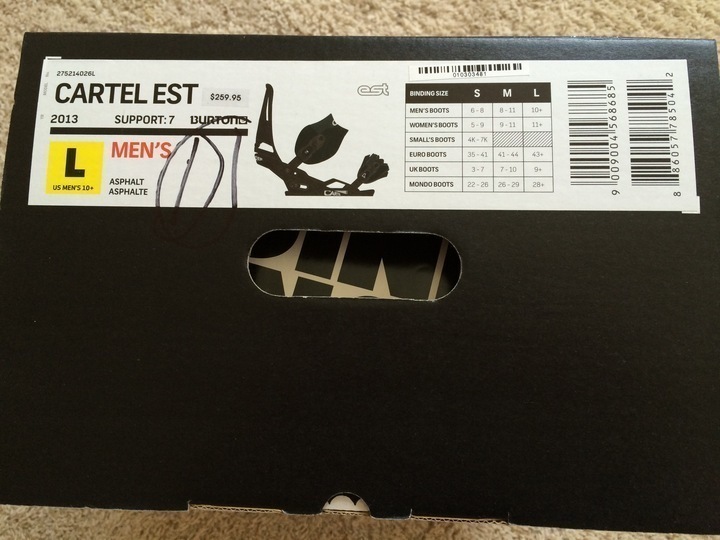 275214026L
CARTEL EST $259.95
2013 SUPPORT: 7 BURTON
L
US MEN'S 10+
MEN'S
ASPHALT
ASPHALTE
est
010303481
BINDING SIZE S M L
MEN'S BOOTS 6 - 8 8 - 11 10+
WOMEN'S BOOTS 5 - 9 9 - 11 11+
SMALL'S BOOTS 4K - 7K
EURO BOOTS 35 - 41 41 - 44 43+
UK BOOTS 3 - 7 7 - 10 9+
MONDO BOOTS 22 - 26 26 - 29 28+
9 009004 568685
8 86057 78504 2